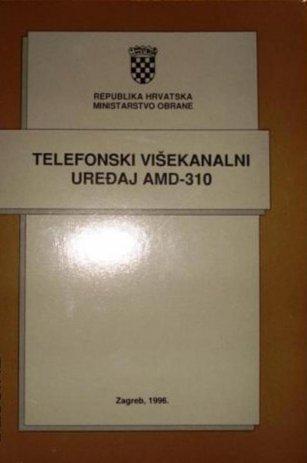 REPUBLIKA HRVATSKA
MINISTARSTVO OBRANE
TELEFONSKI VIŠEKANALNI
UREĐAJ AMD-310
Zagreb, 1996.